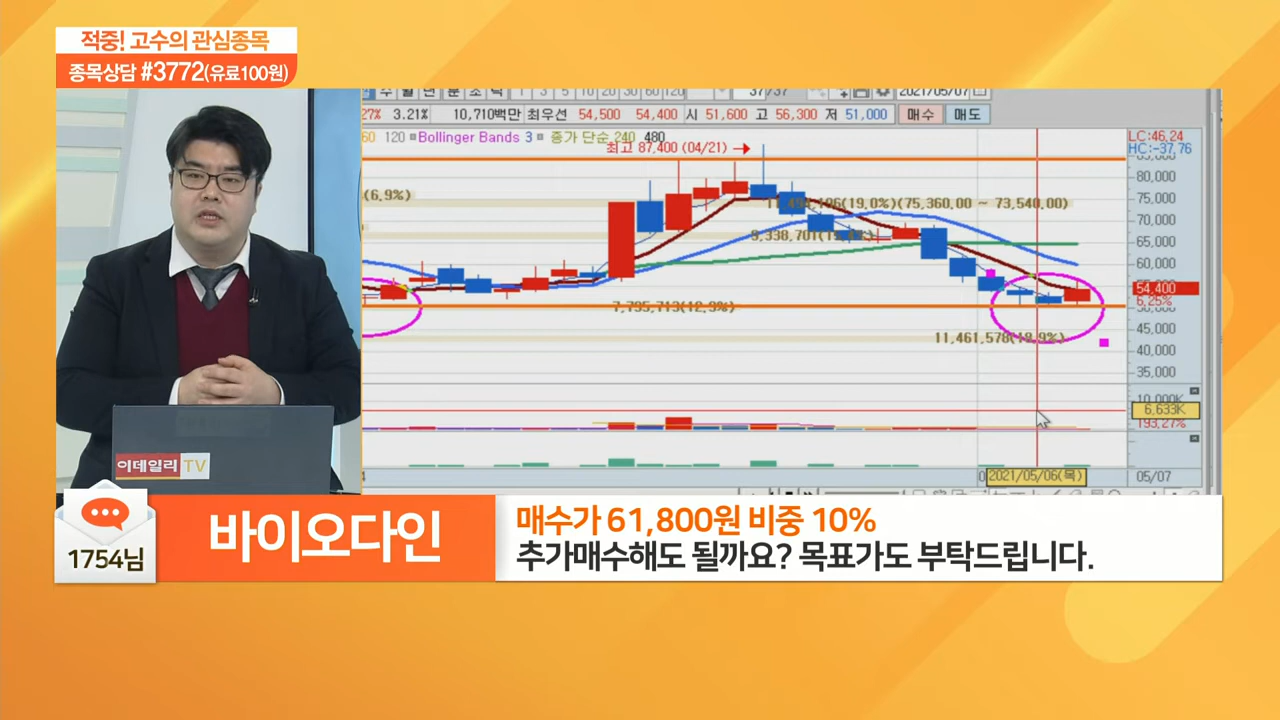 적중! 고수의 관심종목
종목상담 #3772(유료100원)
2021/05/07
3.21% 10,710백만 최우선 54,500 54,400 시 51,600 고 56,300 저 51,000 매수 매도
120 Bollinger Bands 3 종가 단순 240 480
최고 87,400 (04/21)
LC:46.24
HC:-37.76
80,000
75,000
70,000
65,000
60,000
54,400
6.25%
45,000
40,000
35,000
10,000K
6,633K
193.27%
(6.9%)
(19.0%)(75,360.00 ~ 73,540.00)
7,795,713(12.9%)
11,461,578(18.9%)
2021/05/06(목) 05/07
이데일리 TV
1754님
바이오다인
매수가 61,800원 비중 10%
추가매수해도 될까요? 목표가도 부탁드립니다.